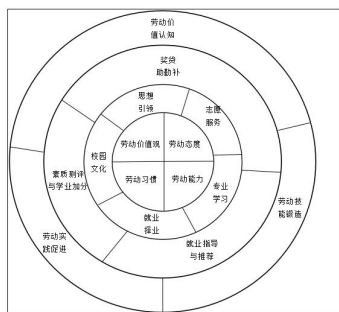 劳动价
值认知
奖贷
助勤补
思想
引领
志愿
服务
劳动价值观
劳动态度
校园
文化
素质测评
与学业加分
劳动习惯
劳动能力
专业
学习
就业
择业
劳动技
能锻造
劳动实
践促进
就业指导
与推荐